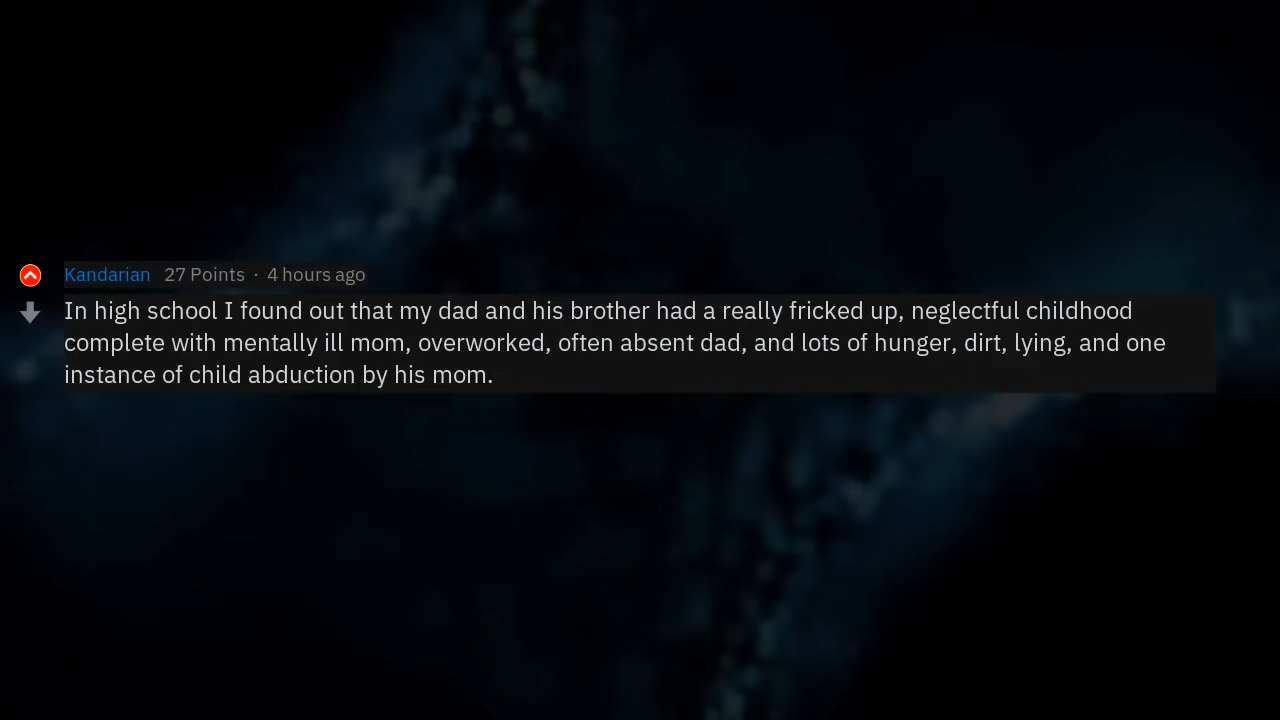 Kandarian 27 Points · 4 hours ago
In high school I found out that my dad and his brother had a really fricked up, neglectful childhood
complete with mentally ill mom, overworked, often absent dad, and lots of hunger, dirt, lying, and one
instance of child abduction by his mom.